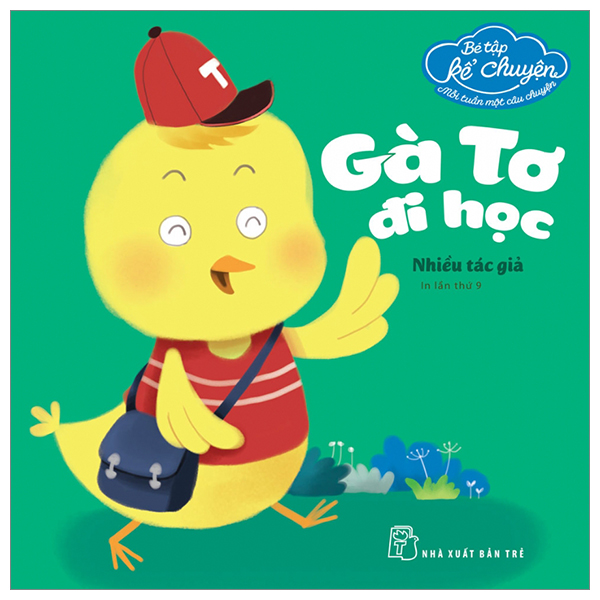 Bé tập
kể chuyện
Mỗi tuần một câu chuyện
T
Gà Tơ
đi học
Nhiều tác giả
In lần thứ 9
T
NHÀ XUẤT BẢN TRẺ